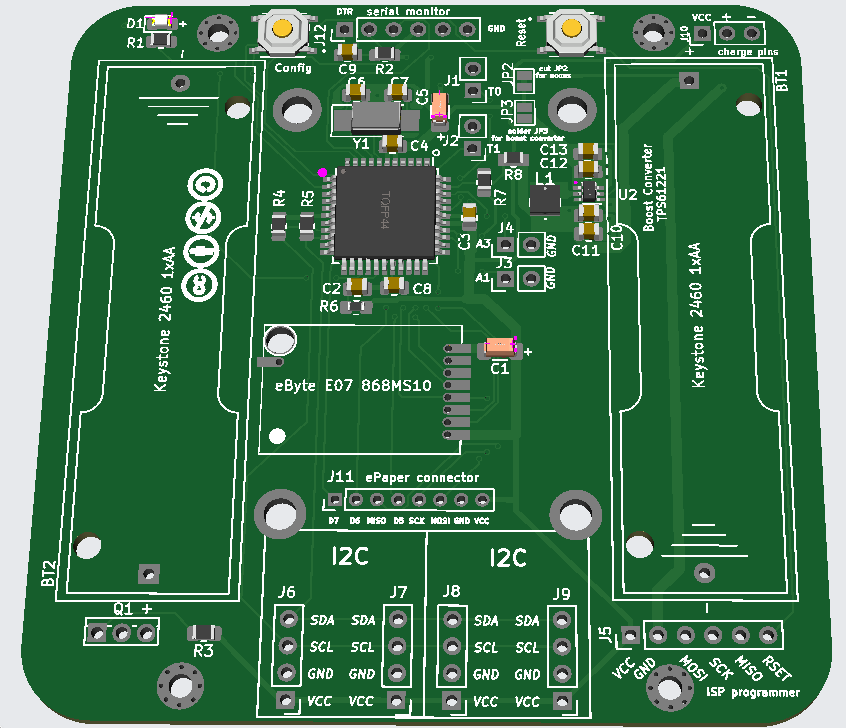 DTR serial monitor GND
D1 +
R1
Config
J12
C9 R2
Reset
VCC + −
J10
+ charge pins
BT1
J1
T0
JP2
cut JP2
for boost
JP3
solder JP3
for boost converter
C6 C7
C5
+
Y1
C4
J2
T1
C13
C12
R8
R7
L1
U2
C10
C11
Boost Converter
TPS61221
TQFP44
R4 R5
C3
J4
A3 GND
J3
A1 GND
C2 C8
R6
Keystone 2460 1xAA
Keystone 2460 1xAA
eByte E07 868MS10
C1 +
J11 ePaper connector
D7 D6 MISO D5 SCK MOSI GND VCC
I2C I2C
BT2
Q1 +
R3
J6 J7 J8 J9
SDA SDA SDA SDA
SCL SCL SCL SCL
GND GND GND GND
VCC VCC VCC VCC
J5
VCC GND MOSI SCK MISO RSET
ISP programmer